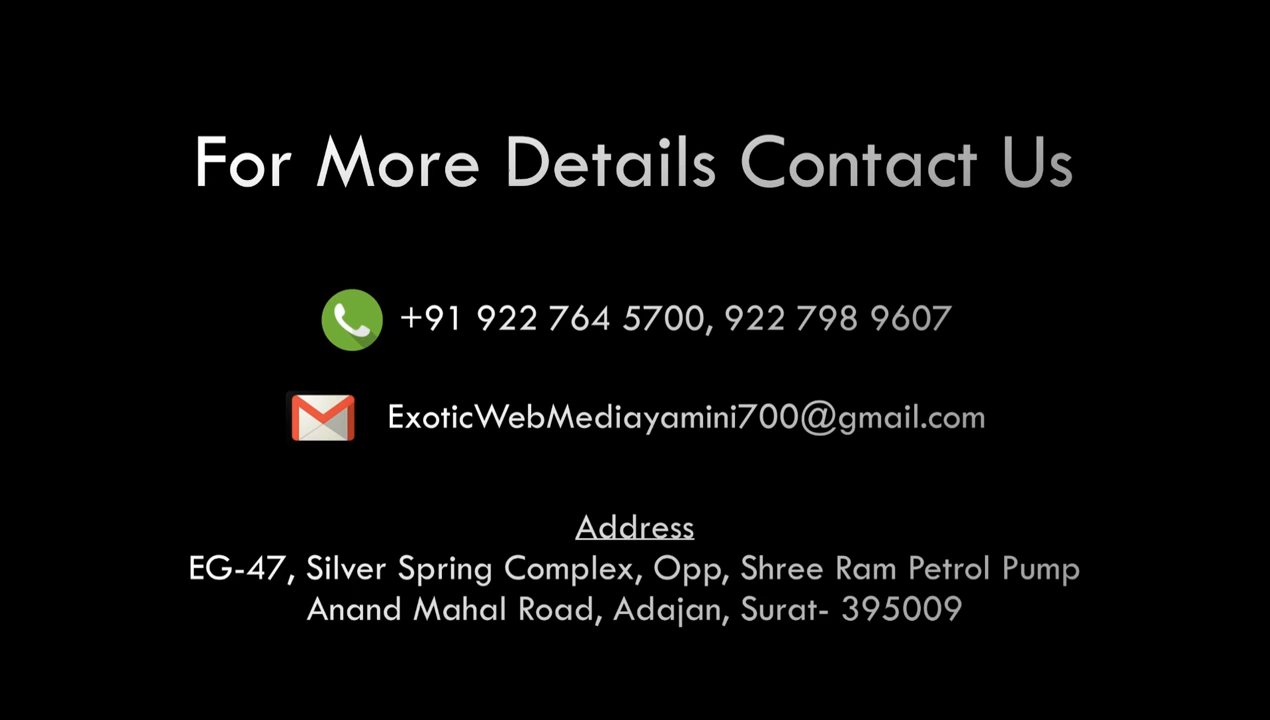 For More Details Contact Us
+91 922 764 5700, 922 798 9607
ExoticWebMediayamini700@gmail.com
Address
EG-47, Silver Spring Complex, Opp, Shree Ram Petrol Pump
Anand Mahal Road, Adajan, Surat- 395009